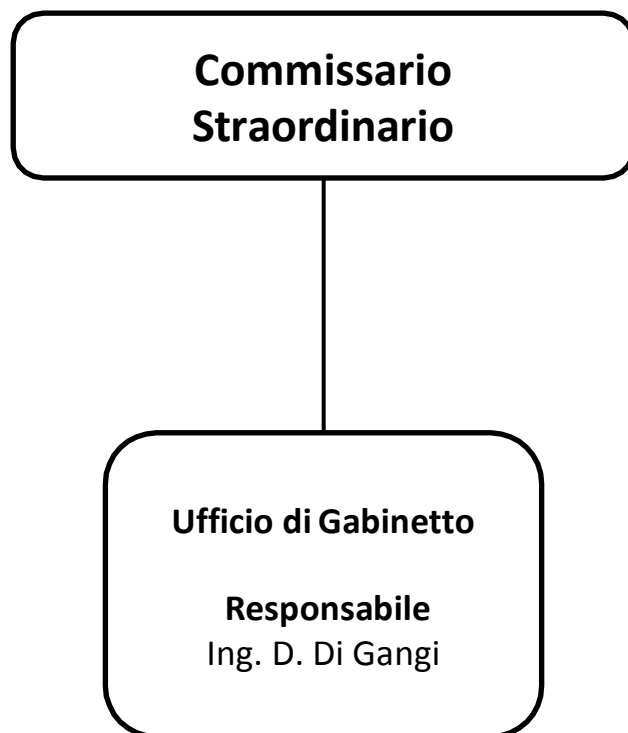 Commissario
Straordinario
Ufficio di Gabinetto
Responsabile
Ing. D. Di Gangi